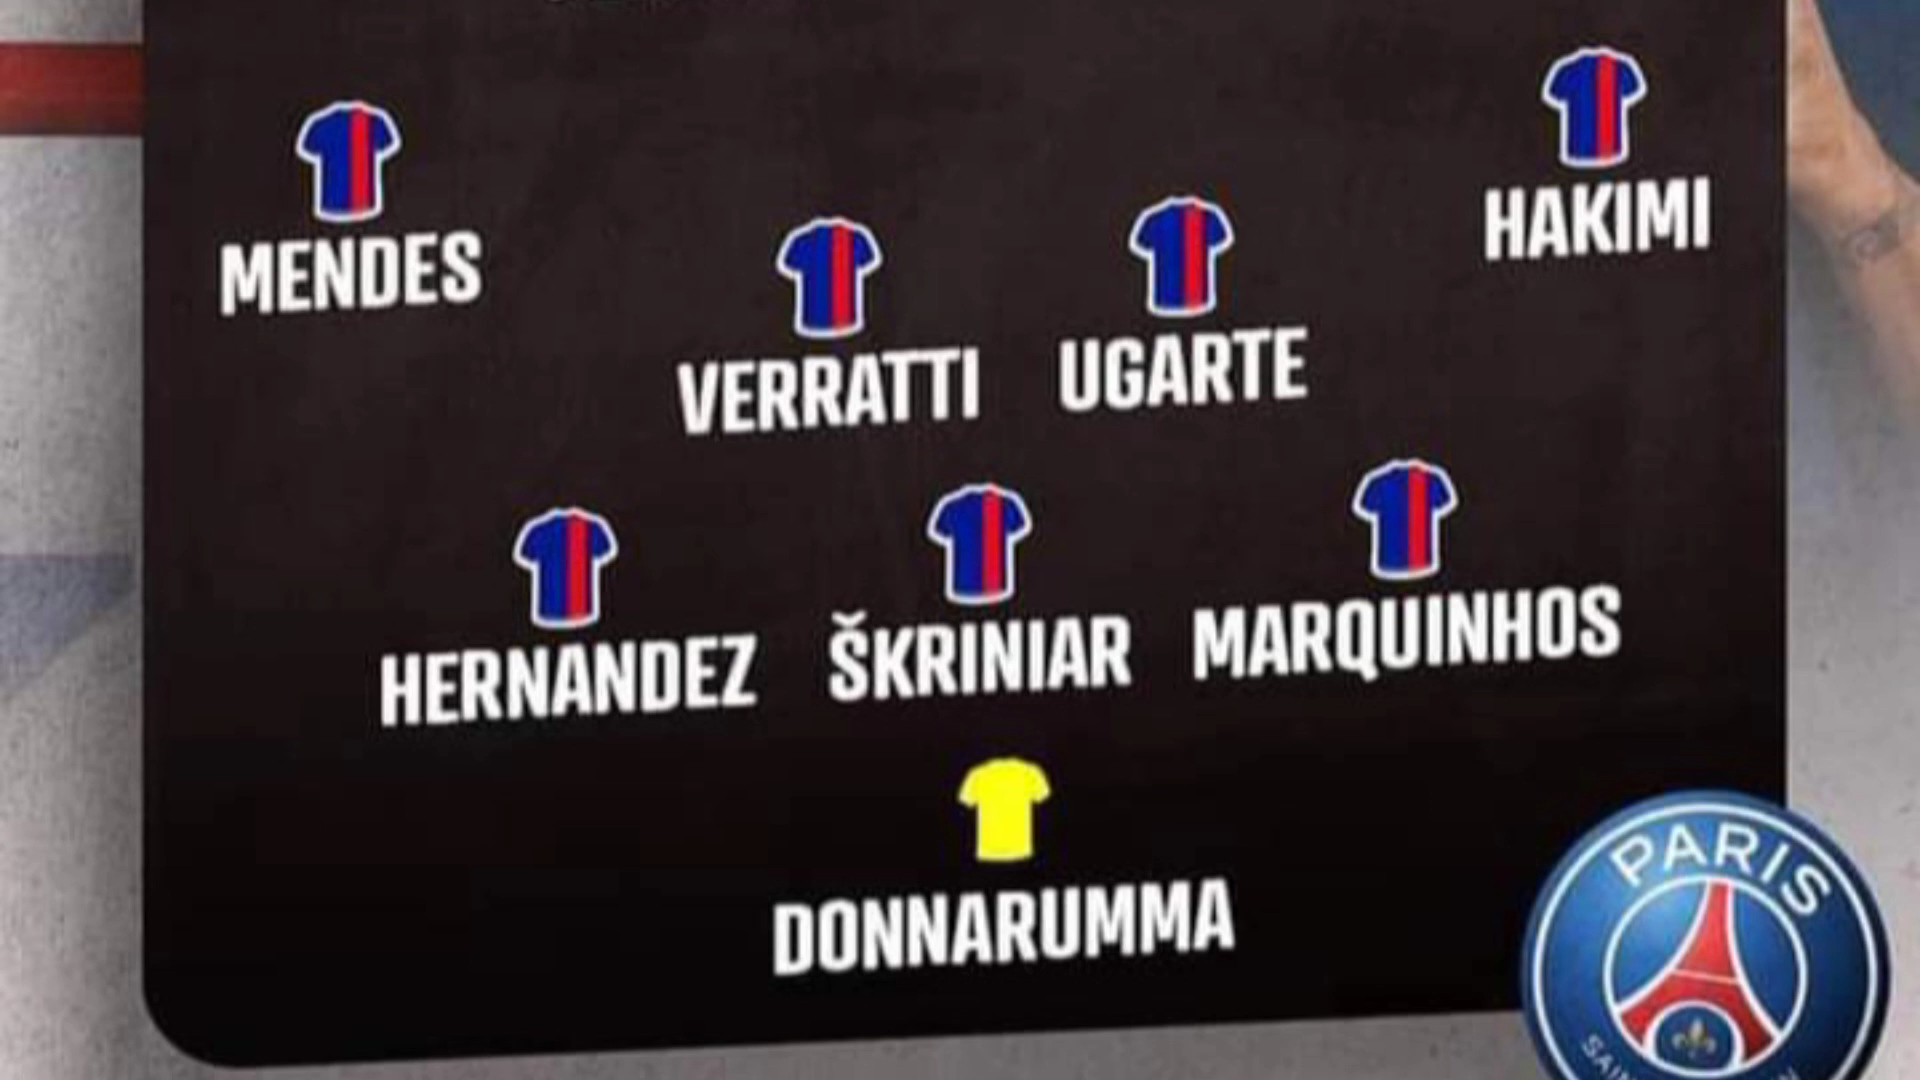 MENDES
HAKIMI
VERRATTI
UGARTE
HERNANDEZ
ŠKRINIAR
MARQUINHOS
DONNARUMMA
PARIS